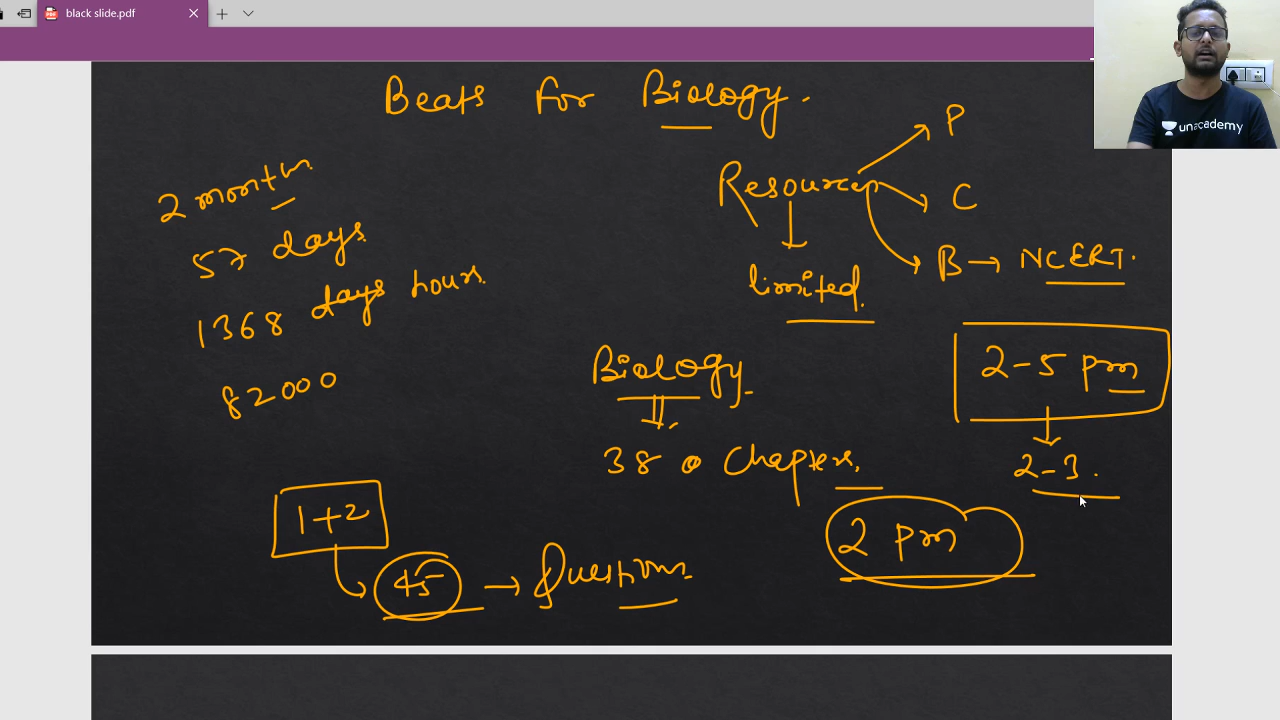 black slide.pdf
unacademy
Beats for Biology.
P
2 months
Resources
C
57 days
B → NCERT.
1368 days hours
limited.
Biology
2-5 pm
82000
38 Chapters.
2-3.
1+2
2 pm
45 → Questions